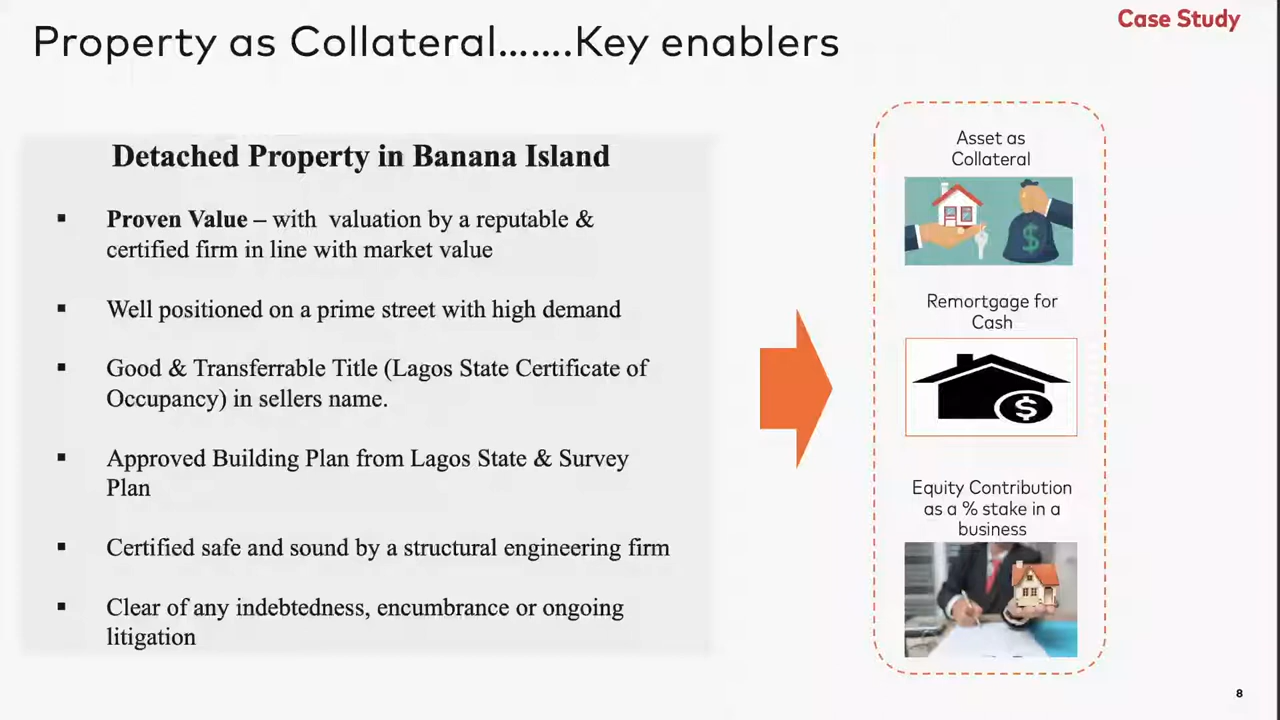 Case Study
Property as Collateral…….Key enablers
Detached Property in Banana Island
▪ Proven Value – with valuation by a reputable &
certified firm in line with market value
▪ Well positioned on a prime street with high demand
▪ Good & Transferrable Title (Lagos State Certificate of
Occupancy) in sellers name.
▪ Approved Building Plan from Lagos State & Survey
Plan
▪ Certified safe and sound by a structural engineering firm
▪ Clear of any indebtedness, encumbrance or ongoing
litigation
Asset as
Collateral
$
Remortgage for
Cash
$
Equity Contribution
as a % stake in a
business
8